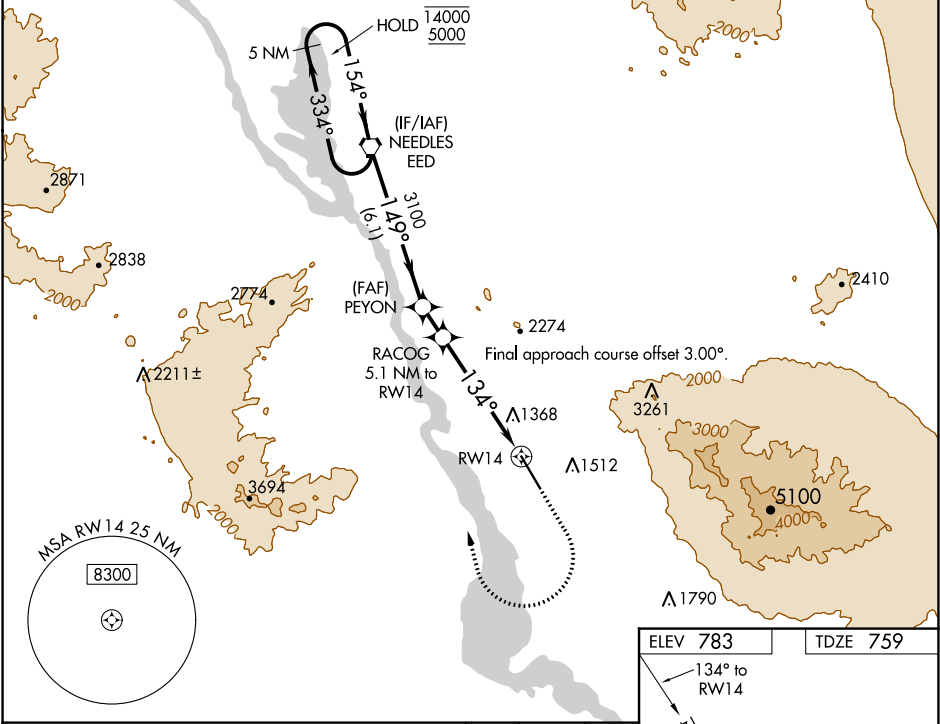 HOLD
14000
5000
5 NM
154°
334°
(IF/IAF)
NEEDLES
EED
3100
149°
(6.1)
2000
2871
2838
2000
2774
2410
(FAF)
PEYON
2274
RACOG
5.1 NM to
RW14
Final approach course offset 3.00°.
2211±
134°
2000
1368
3261
3000
RW14
1512
3694
2000
5100
4000
MSA RW14 25 NM
8300
1790
ELEV 783
TDZE 759
134° to
RW14